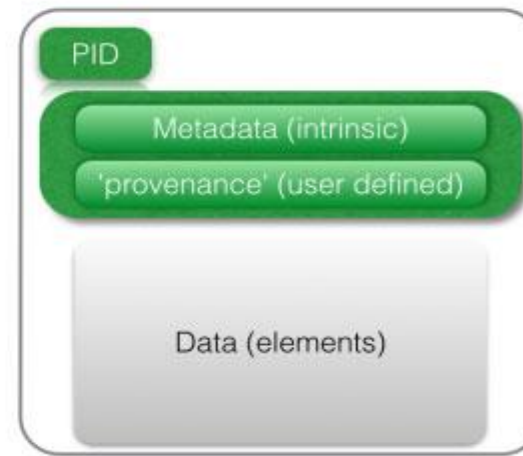 PID
Metadata (intrinsic)
'provenance' (user defined)
Data (elements)